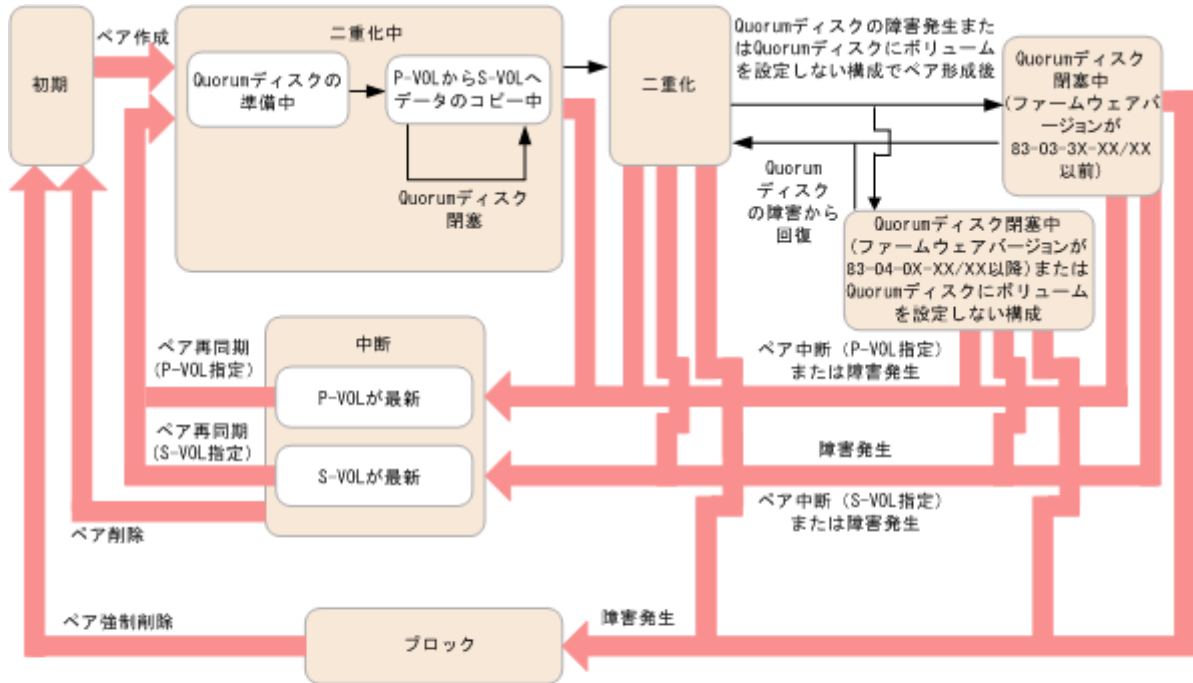 初期
ペア作成
二重化中
Quorumディスクの
準備中
P-VOLからS-VOLへ
データのコピー中
Quorumディスク
閉塞
二重化
Quorumディスクの障害発生また
はQuorumディスクにボリューム
を設定しない構成でペア形成後
Quorumディスク
閉塞中
(ファームウェアバ
ージョンが
83-03-3X-XX/XX
以前)
Quorum
ディスク
の障害から
回復
Quorumディスク閉塞中
(ファームウェアバージョンが
83-04-0X-XX/XX以降)または
Quorumディスクにボリューム
を設定しない構成
ペア再同期
(P-VOL指定)
中断
P-VOLが最新
ペア中断(P-VOL指定)
または障害発生
ペア再同期
(S-VOL指定)
S-VOLが最新
障害発生
ペア中断(S-VOL指定)
または障害発生
ペア削除
ペア強制削除
ブロック
障害発生